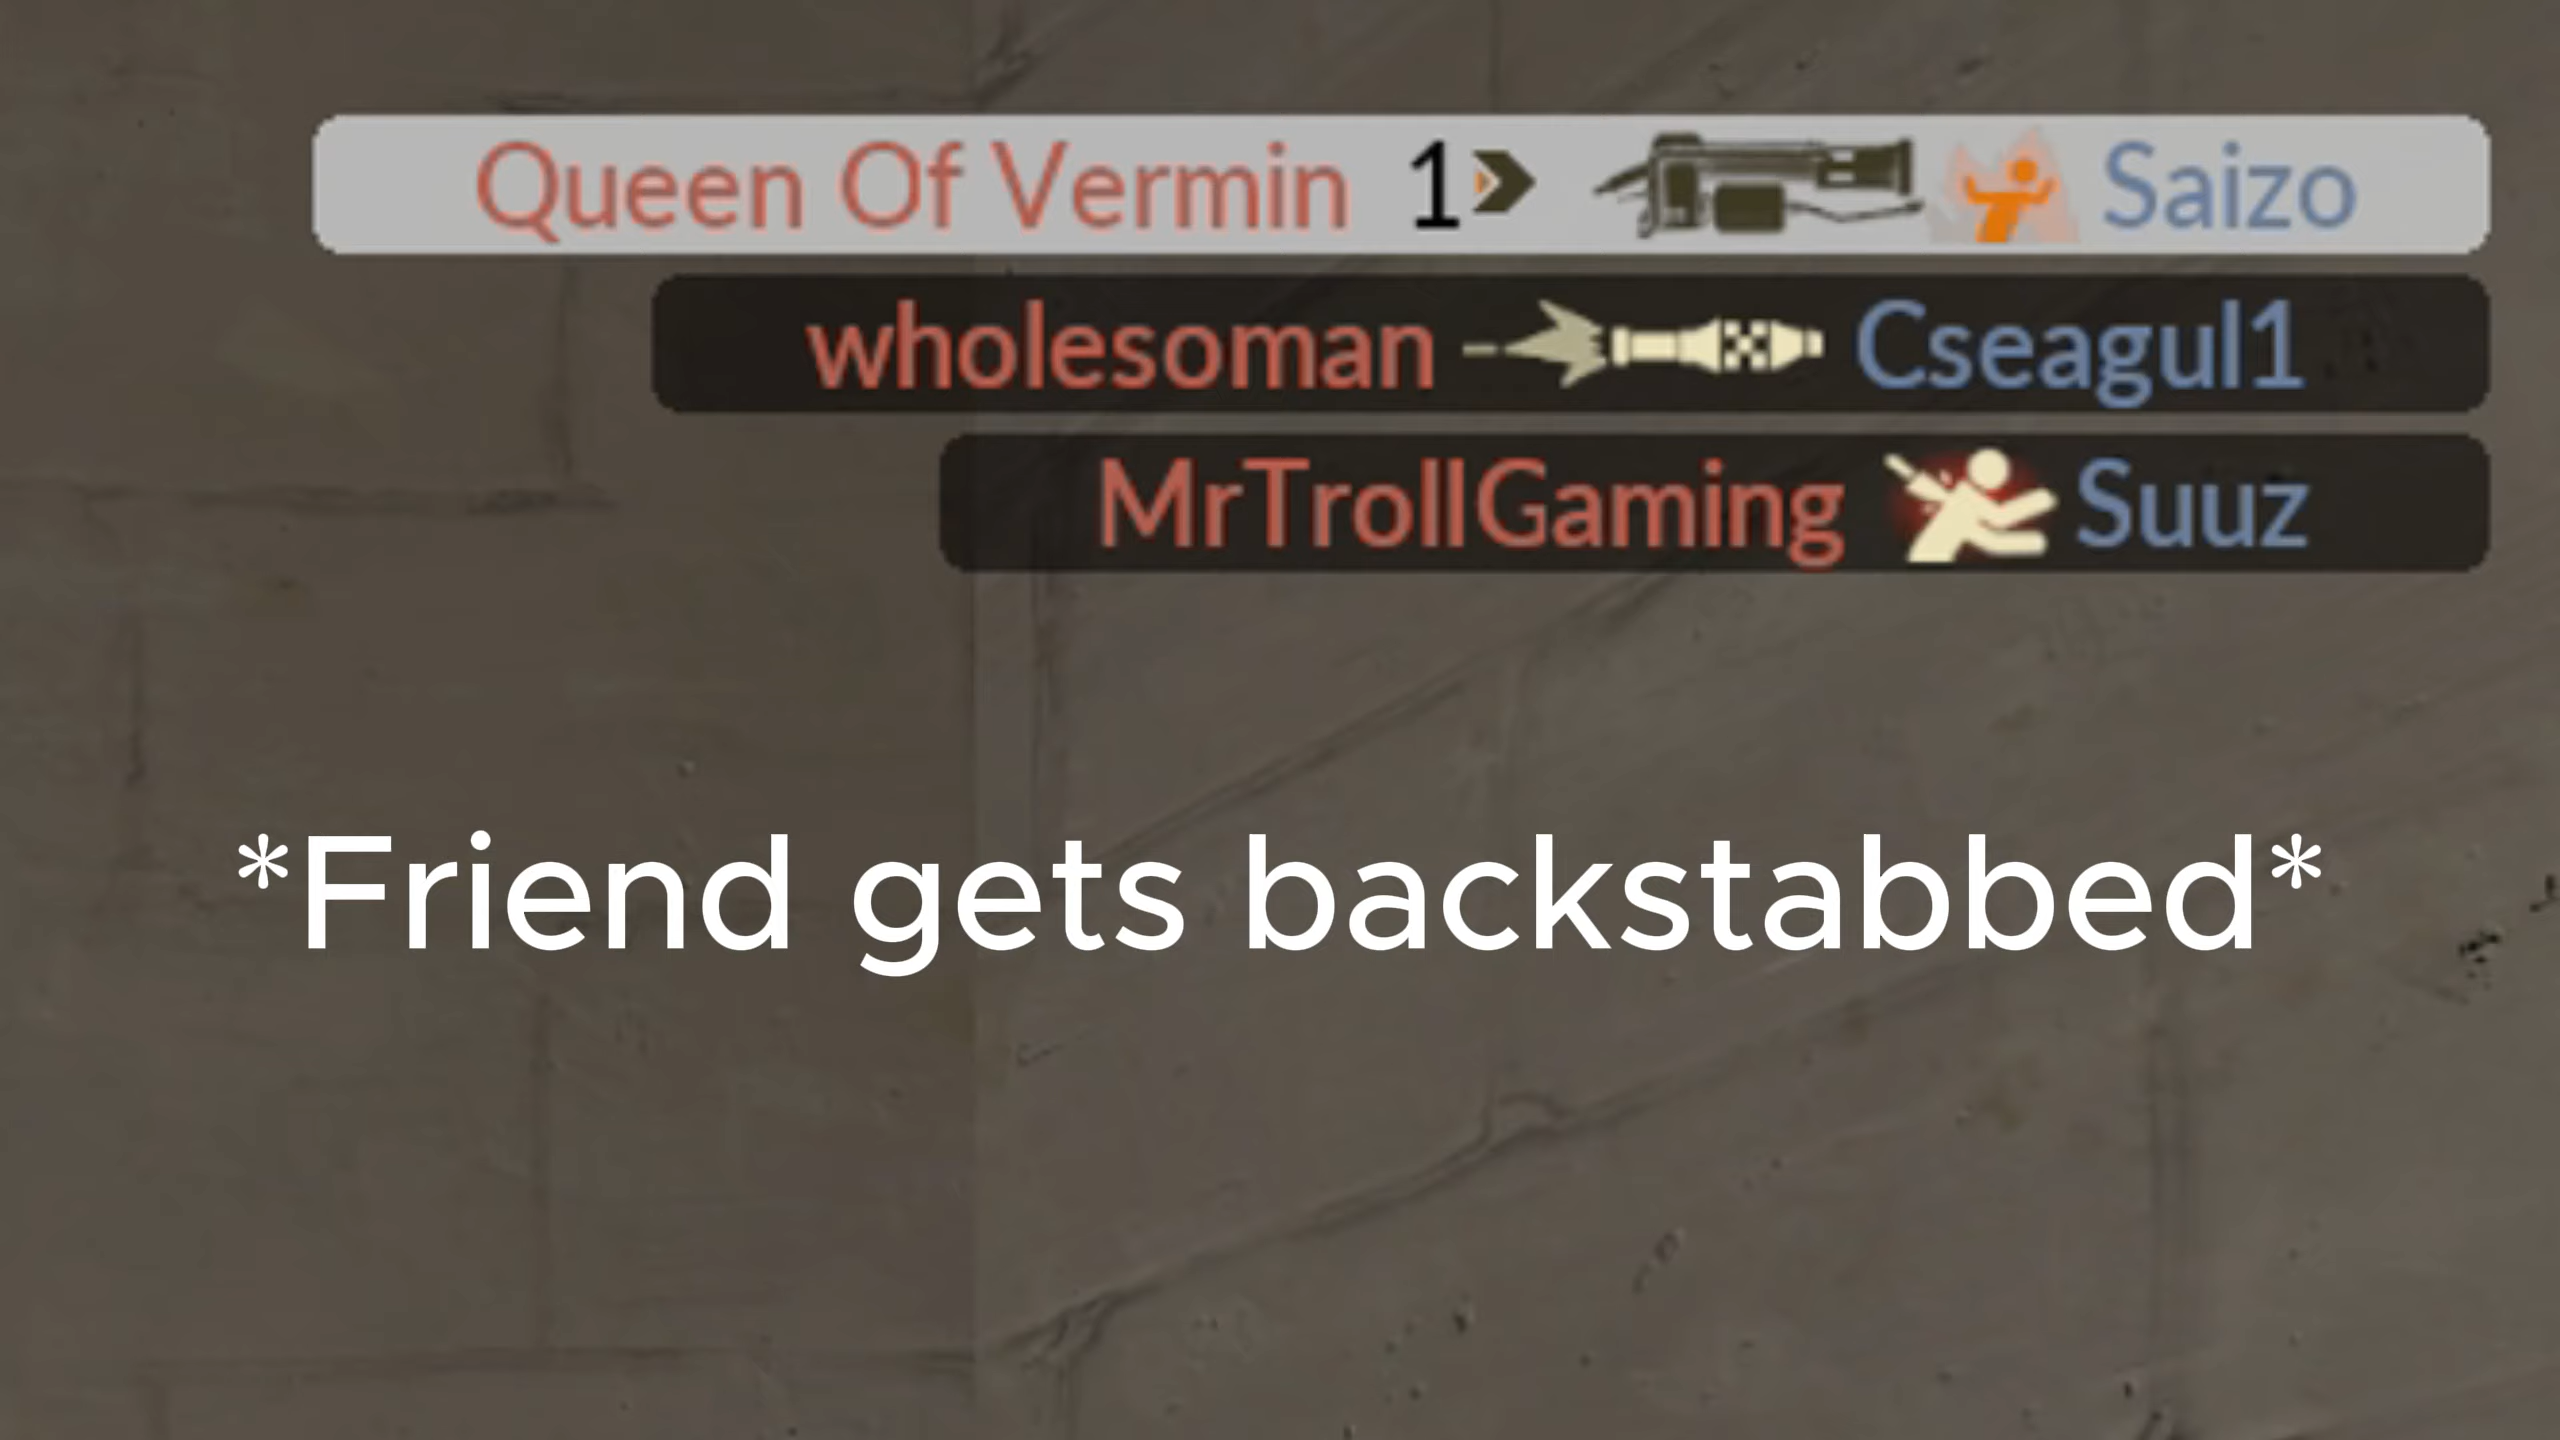 Queen Of Vermin 1 Saizo
wholesoman Cseagul1
MrTrollGaming Suuz
*Friend gets backstabbed*